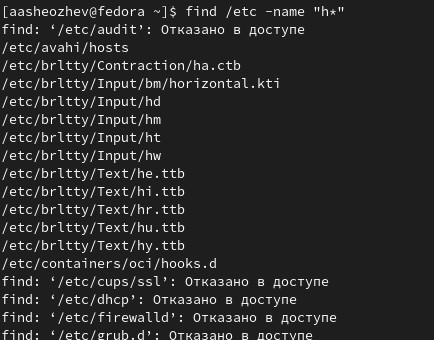 [aasheozhev@fedora ~]$ find /etc -name "h*"
find: ‘/etc/audit’: Отказано в доступе
/etc/avahi/hosts
/etc/brltty/Contraction/ha.ctb
/etc/brltty/Input/bm/horizontal.kti
/etc/brltty/Input/hd
/etc/brltty/Input/hm
/etc/brltty/Input/ht
/etc/brltty/Input/hw
/etc/brltty/Text/he.ttb
/etc/brltty/Text/hi.ttb
/etc/brltty/Text/hr.ttb
/etc/brltty/Text/hu.ttb
/etc/brltty/Text/hy.ttb
/etc/containers/oci/hooks.d
find: ‘/etc/cups/ssl’: Отказано в доступе
find: ‘/etc/dhcp’: Отказано в доступе
find: ‘/etc/firewalld’: Отказано в доступе
find: ‘/etc/grub.d’: Отказано в доступе